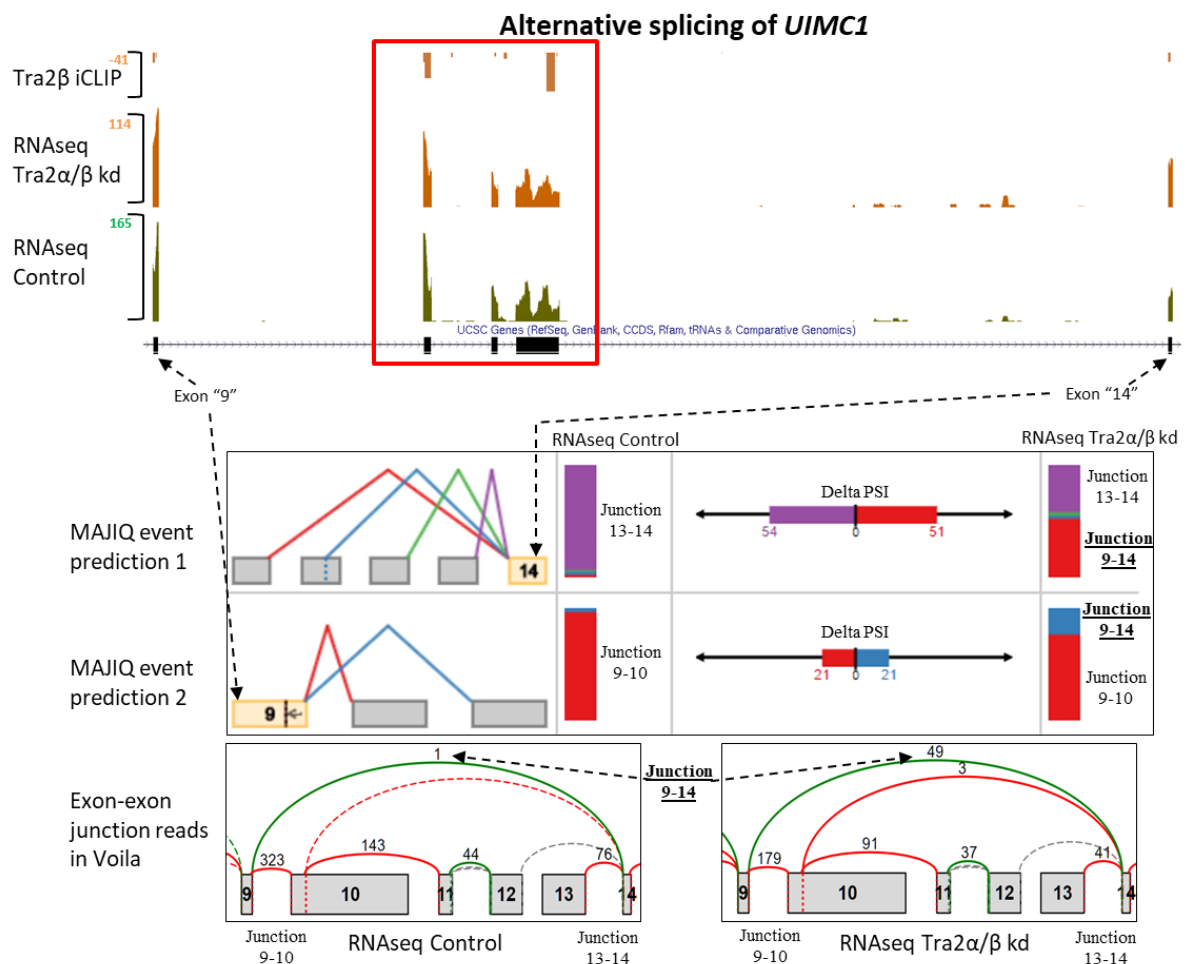 Alternative splicing of UIMC1
-41
Tra2β iCLIP
114
RNAseq
Tra2α/β kd
165
RNAseq
Control
UCSC Genes (RefSeq, GenBank, CCDS, Rfam, tRNAs & Comparative Genomics)
Exon “9”
Exon “14”
RNAseq Control
RNAseq Tra2α/β kd
MAJIQ event
prediction 1
14
Junction
13-14
Delta PSI
54
0
51
Junction
13-14
Junction
9-14
MAJIQ event
prediction 2
9
Junction
9-10
Delta PSI
21
0
21
Junction
9-14
Junction
9-10
Exon-exon
junction reads
in Voila
1
323
143
44
76
9
10
11
12
13
14
Junction
9-14
49
3
179
91
37
41
9
10
11
12
13
14
Junction
9-10
RNAseq Control
Junction
13-14
Junction
9-10
RNAseq Tra2α/β kd
Junction
13-14